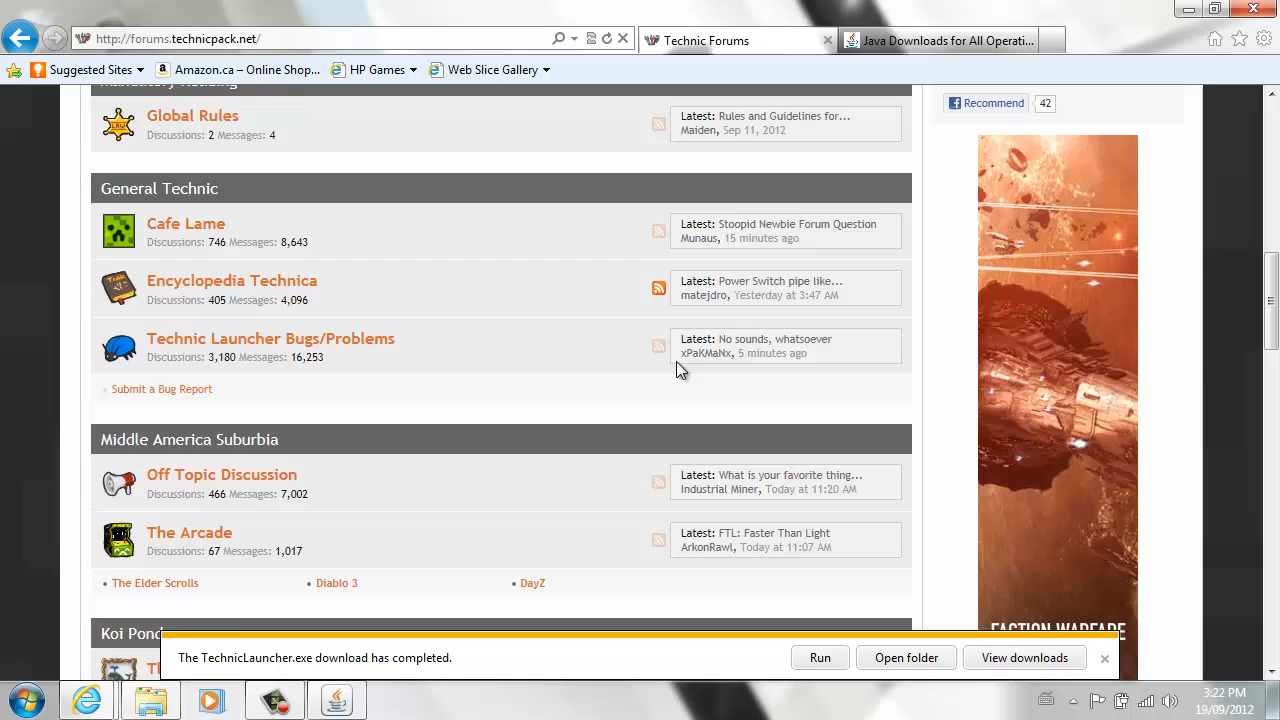 http://forums.technicpack.net/
Technic Forums
Java Downloads for All Operati...
Suggested Sites
Amazon.ca – Online Shop...
HP Games
Web Slice Gallery
Mandatory Reading
Recommend
42
Global Rules
Discussions: 2 Messages: 4
Latest: Rules and Guidelines for...
Maiden, Sep 11, 2012
General Technic
Cafe Lame
Discussions: 746 Messages: 8,643
Latest: Stoopid Newbie Forum Question
Munaus, 15 minutes ago
Encyclopedia Technica
Discussions: 405 Messages: 4,096
Latest: Power Switch pipe like...
matejdro, Yesterday at 3:47 AM
Technic Launcher Bugs/Problems
Discussions: 3,180 Messages: 16,253
Latest: No sounds, whatsoever
xPaKMaNx, 5 minutes ago
Submit a Bug Report
Middle America Suburbia
Off Topic Discussion
Discussions: 466 Messages: 7,002
Latest: What is your favorite thing...
Industrial Miner, Today at 11:20 AM
The Arcade
Discussions: 67 Messages: 1,017
Latest: FTL: Faster Than Light
ArkonRawl, Today at 11:07 AM
The Elder Scrolls
Diablo 3
DayZ
Koi Pond
FACTION WARFARE
The TechnicLauncher.exe download has completed.
Run
Open folder
View downloads
3:22 PM
19/09/2012